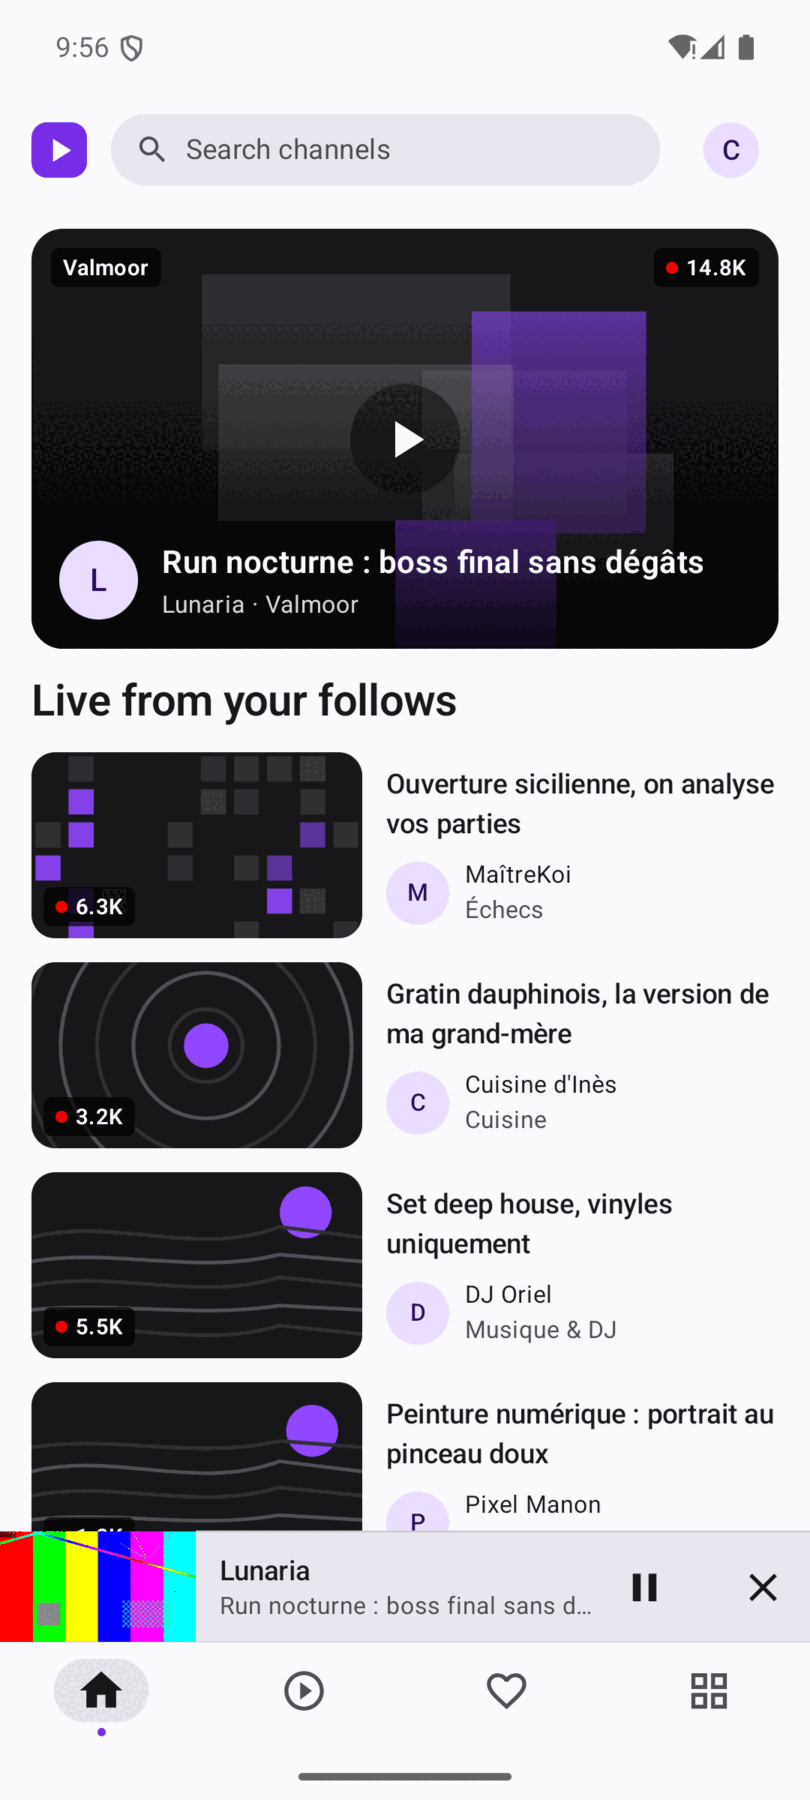 9:56
Search channels
C
Valmoor
14.8K
L
Run nocturne : boss final sans dégâts
Lunaria · Valmoor
Live from your follows
6.3K
Ouverture sicilienne, on analyse
vos parties
M
MaîtreKoi
Échecs
3.2K
Gratin dauphinois, la version de
ma grand-mère
C
Cuisine d'Inès
Cuisine
5.5K
Set deep house, vinyles
uniquement
D
DJ Oriel
Musique & DJ
Peinture numérique : portrait au
pinceau doux
P
Pixel Manon
Lunaria
Run nocturne : boss final sans d...